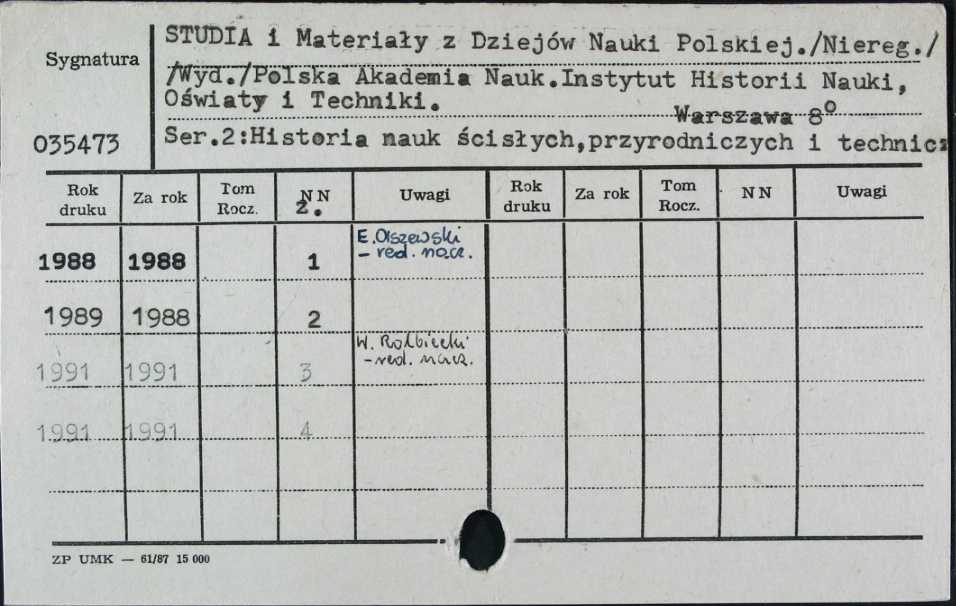 STUDIA i Materiały z Dziejów Nauki Polskiej./Niereg./
Sygnatura
/Wyd./Polska Akademia Nauk.Instytut Historii Nauki,
Oświaty i Techniki.
Warszawa 8°
035473
Ser.2:Historia nauk ścisłych,przyrodniczych i technicz
Rok druku Za rok Tom Rocz. NN z. Uwagi Rok druku Za rok Tom Rocz. NN Uwagi
E. Olszewski
1988 1988 1 – red. nacz.
1989 1988 2
W. Rolbiecki
– red. nacz.
1991 1991 3
1991 1991 4
ZP UMK — 61/87 15 000